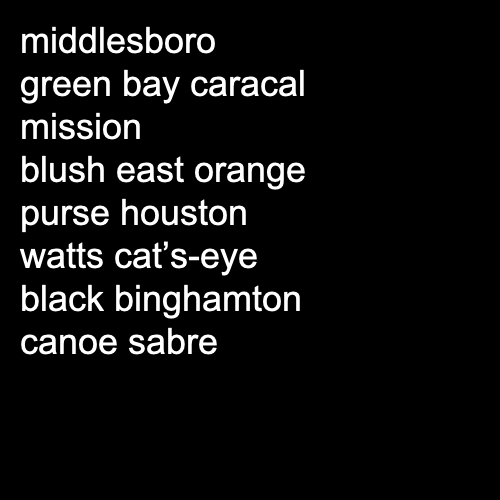 middlesboro
green bay caracal
mission
blush east orange
purse houston
watts cat’s-eye
black binghamton
canoe sabre